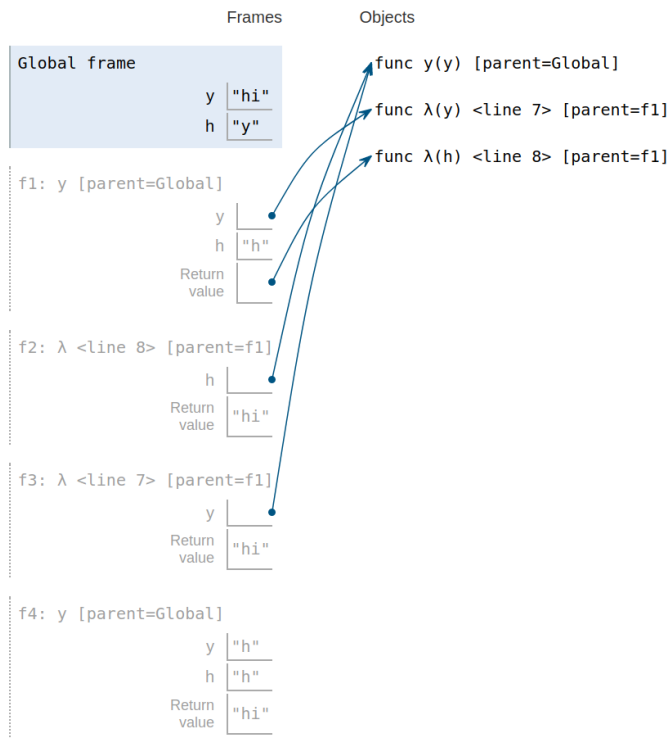 Frames Objects
Global frame
y "hi"
h "y"
func y(y) [parent=Global]
func λ(y) <line 7> [parent=f1]
func λ(h) <line 8> [parent=f1]
f1: y [parent=Global]
y
h "h"
Return
value
f2: λ <line 8> [parent=f1]
h
Return
value "hi"
f3: λ <line 7> [parent=f1]
y
Return
value "hi"
f4: y [parent=Global]
y "h"
h "h"
Return
value "hi"